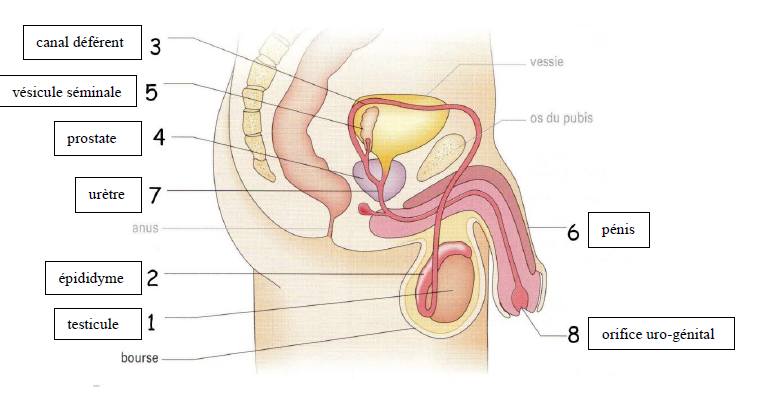 canal déférent 3
vessie
vésicule séminale 5
os du pubis
prostate 4
urètre 7
anus
6 pénis
épididyme 2
testicule 1
8 orifice uro-génital
bourse